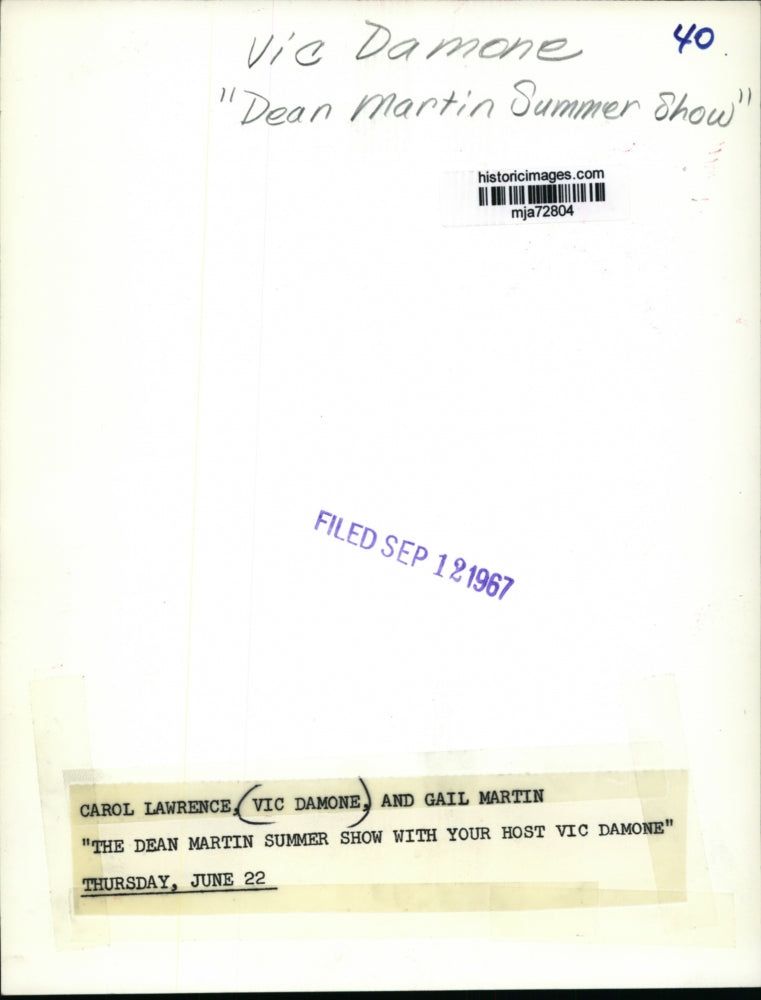 Vic Damone
40
"Dean Martin Summer Show"
historicimages.com
mja72804
FILED SEP 12 1967
CAROL LAWRENCE, VIC DAMONE, AND GAIL MARTIN
"THE DEAN MARTIN SUMMER SHOW WITH YOUR HOST VIC DAMONE"
THURSDAY, JUNE 22